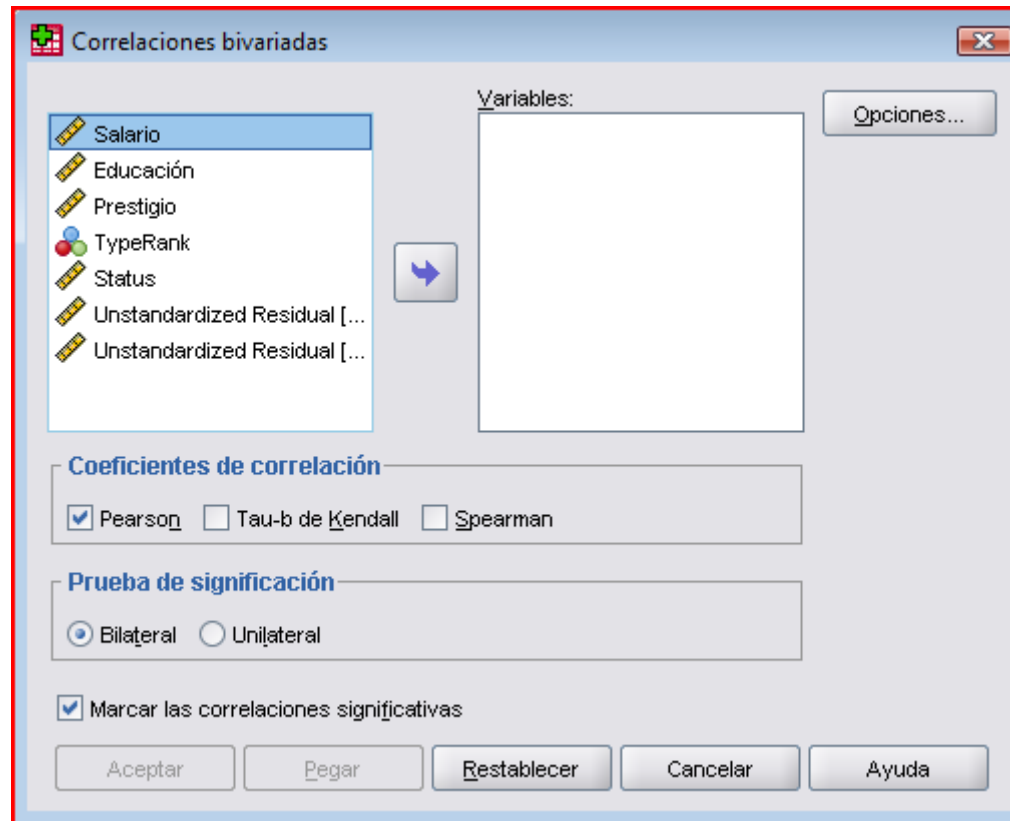 Correlaciones bivariadas
Variables:
Opciones...
Salario
Educación
Prestigio
TypeRank
Status
Unstandardized Residual [...
Unstandardized Residual [...
Coeficientes de correlación
Pearson Tau-b de Kendall Spearman
Prueba de significación
Bilateral Unilateral
Marcar las correlaciones significativas
Aceptar Pegar Restablecer Cancelar Ayuda